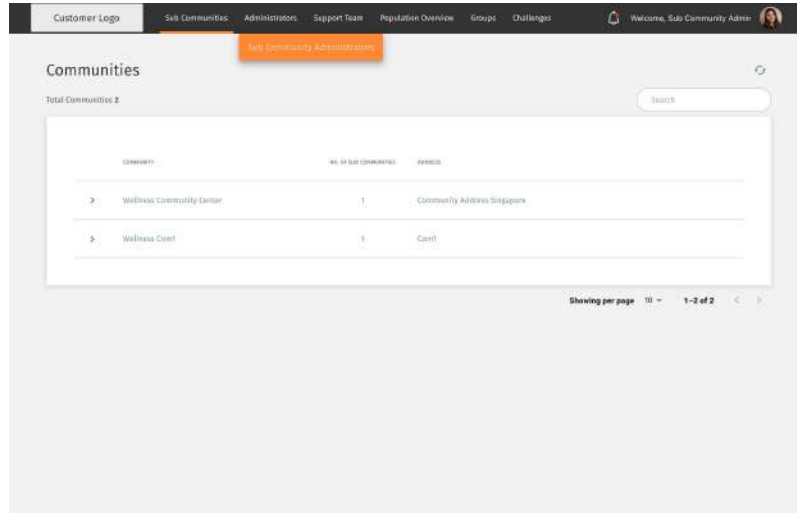 Customer Logo Sub Communities Administrators Support Team Population Overview Groups Challenges Welcome, Sub Community Admin
Sub Community Administrators
Communities
Total Communities 2 Search
COMMUNITY NO. OF SUB COMMUNITIES ADDRESS
Wellness Community Center 1 Community Address Singapore
Wellness Com1 1 Com1
Showing per page 10 1-2 of 2